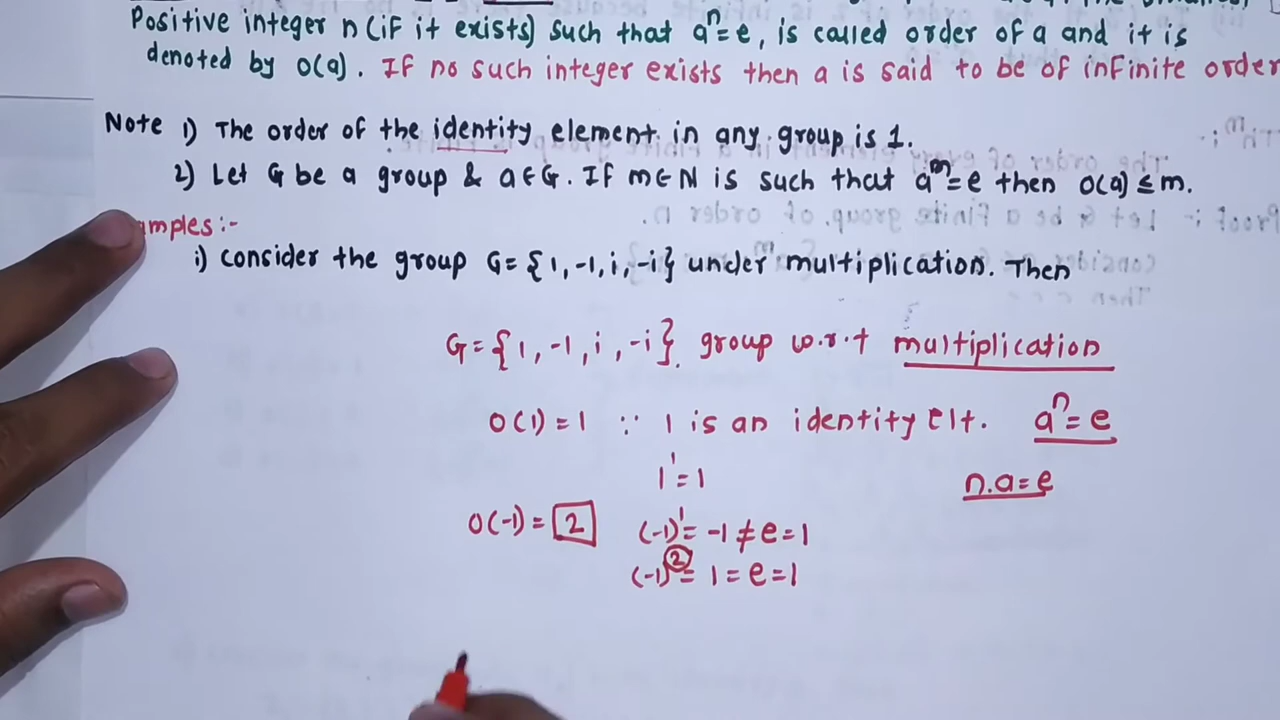 Positive integer n (iF it exists) such that aⁿ=e, is called order of a and it is
denoted by o(a). IF no such integer exists then a is said to be of inFinite order
Note 1) The order of the identity element in any group is 1.
2) Let G be a group & a∈G. IF m∈N is such that aᵐ=e then o(a) ≤ m.
amples:-
i) consider the group G= {1, -1, i, -i} under multiplication. Then
G= {1, -1, i, -i}. group w.r.t multiplication
O(1) = 1 ∵ 1 is an identity elt. aⁿ = e
1¹ = 1 n.a = e
O(-1) = 2 (-1)¹ = -1 ≠ e = 1
(-1)² = 1 = e = 1